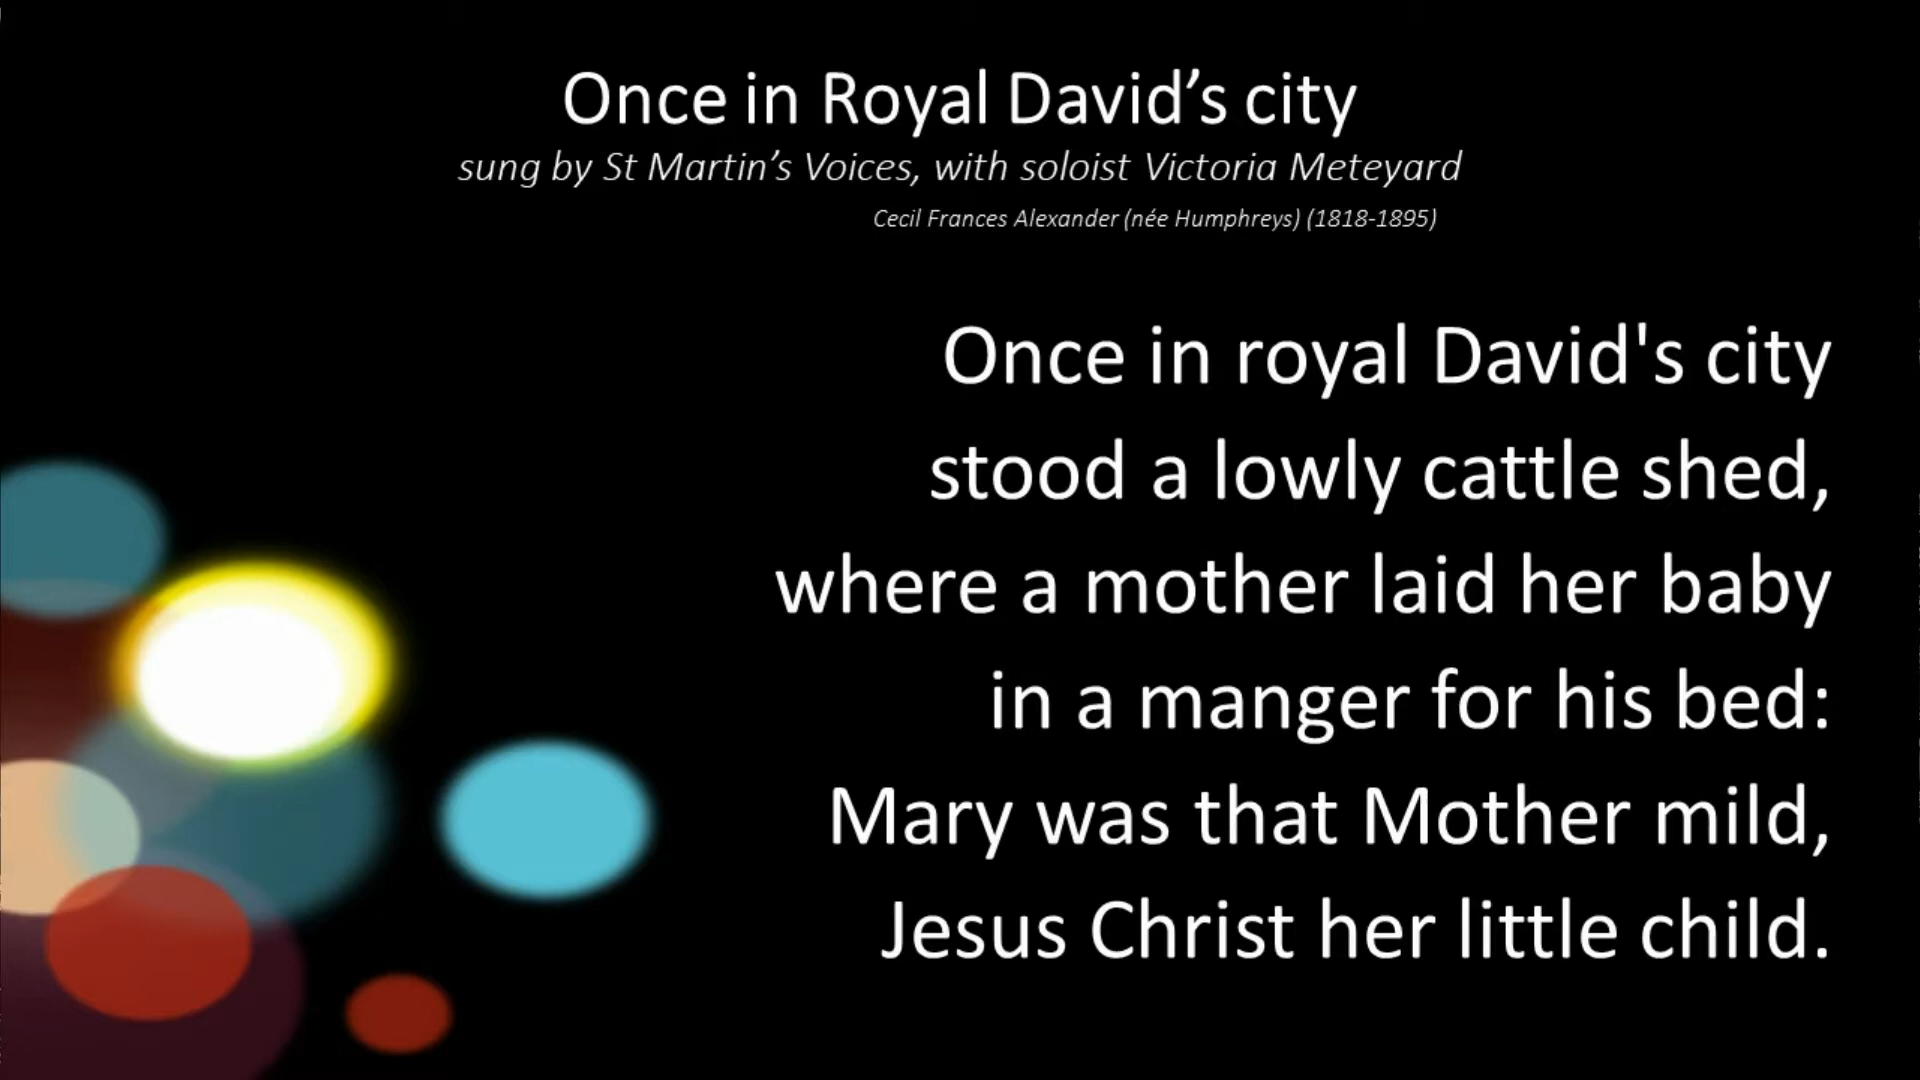 Once in Royal David’s city
sung by St Martin’s Voices, with soloist Victoria Meteyard
Cecil Frances Alexander (née Humphreys) (1818-1895)
Once in royal David's city
stood a lowly cattle shed,
where a mother laid her baby
in a manger for his bed:
Mary was that Mother mild,
Jesus Christ her little child.